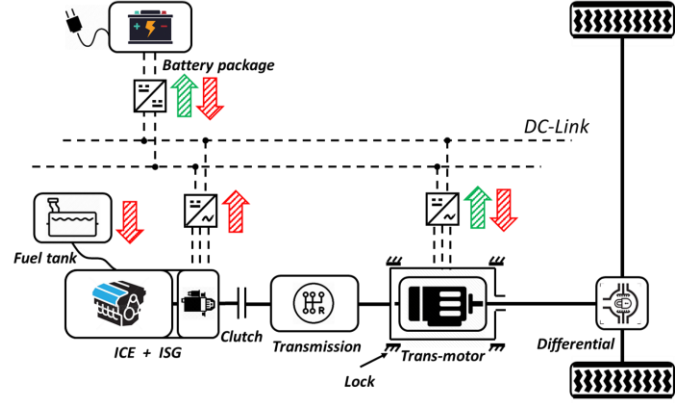 Battery package
DC-Link
Fuel tank
R
Clutch
ICE + ISG
Transmission
Trans-motor
Differential
Lock